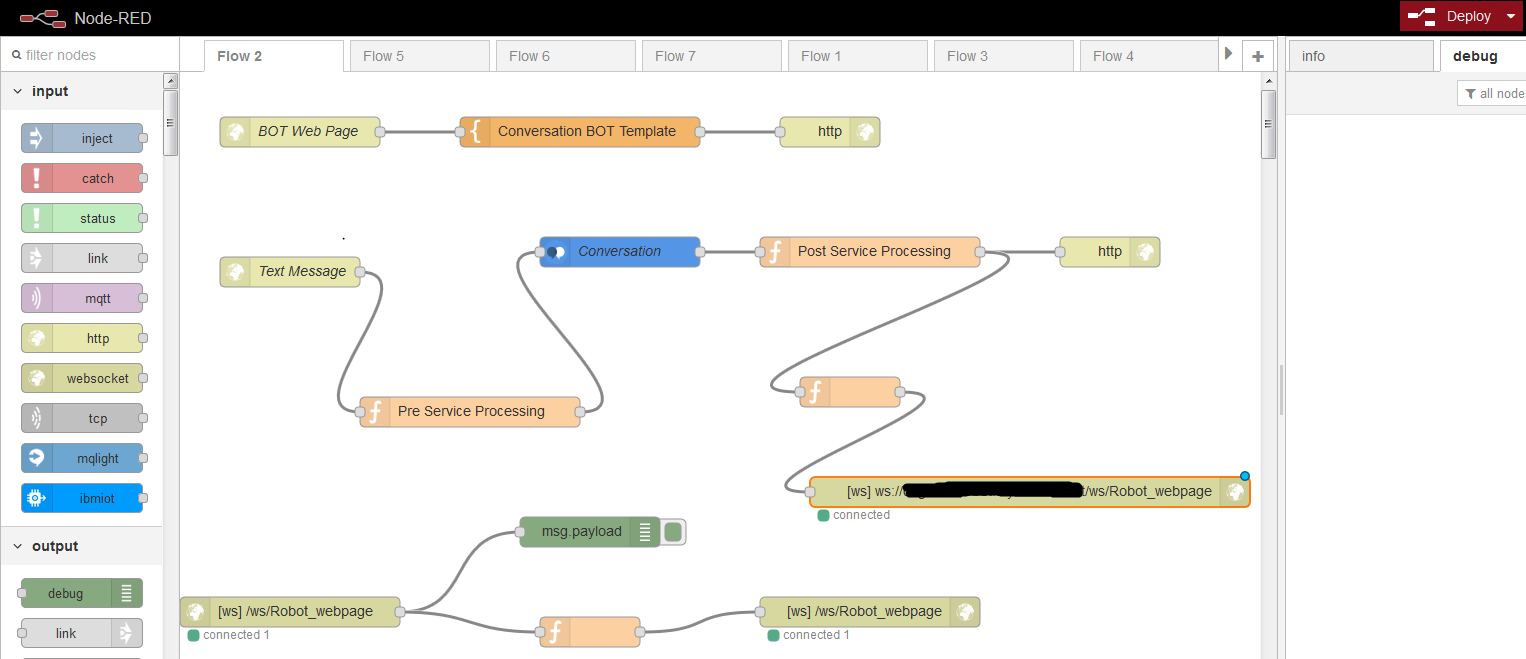 Node-RED
Deploy
filter nodes
Flow 2
Flow 5
Flow 6
Flow 7
Flow 1
Flow 3
Flow 4
+
info
debug
all node
input
inject
catch
status
link
mqtt
http
websocket
tcp
mqlight
ibmiot
output
debug
link
BOT Web Page
{ Conversation BOT Template
http
Text Message
Conversation
f Post Service Processing
http
f Pre Service Processing
f
[ws] ws://
t/ws/Robot_webpage
connected
msg.payload
[ws] /ws/Robot_webpage
connected 1
f
[ws] /ws/Robot_webpage
connected 1